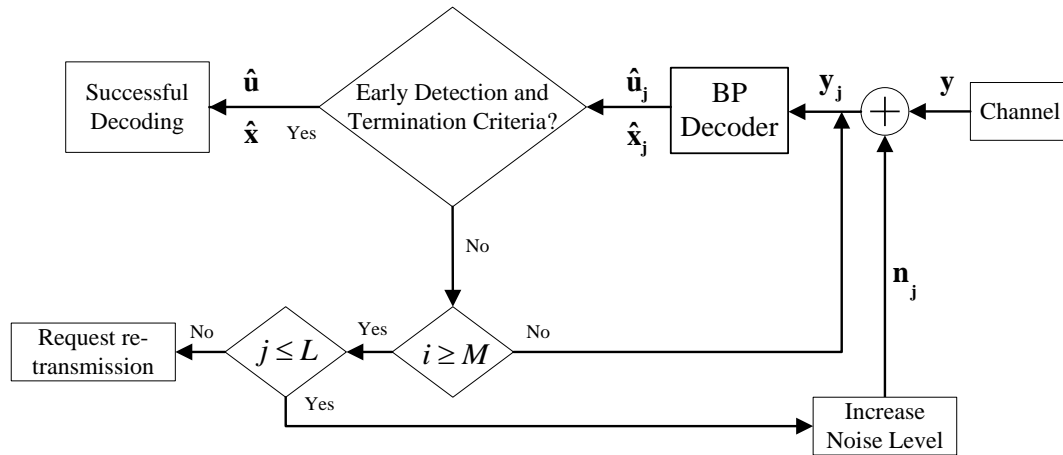 Successful
Decoding
û
x̂
Yes
Early Detection and
Termination Criteria?
û_j
x̂_j
BP
Decoder
y_j
y
Channel
No
n_j
Request re-
transmission
No
j ≤ L
Yes
i ≥ M
No
Yes
Increase
Noise Level